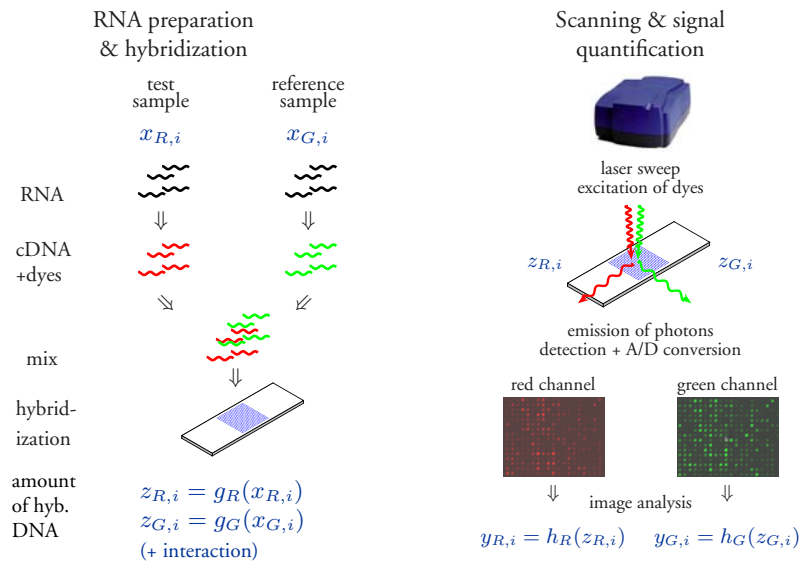 RNA preparation
& hybridization
test
sample
reference
sample
x_{R,i}
x_{G,i}
RNA
cDNA
+dyes
mix
hybrid-
ization
amount
of hyb.
DNA
z_{R,i} = g_R(x_{R,i})
z_{G,i} = g_G(x_{G,i})
(+ interaction)
Scanning & signal
quantification
laser sweep
excitation of dyes
z_{R,i}
z_{G,i}
emission of photons
detection + A/D conversion
red channel
green channel
image analysis
y_{R,i} = h_R(z_{R,i})
y_{G,i} = h_G(z_{G,i})